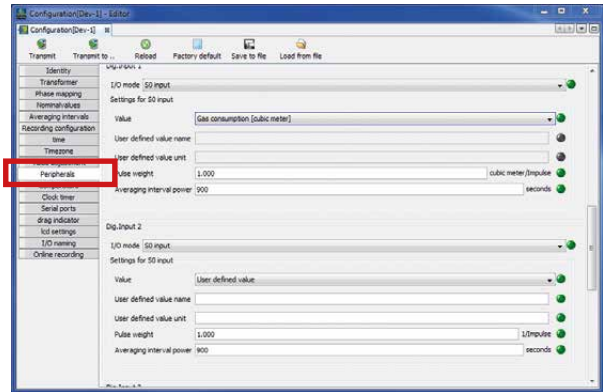 Configuration[Dev-1] - Editor
Configuration[Dev-1]
Transmit
Transmit to ..
Reload
Factory default
Save to file
Load from file
Identity
Transformer
Phase mapping
Nominalvalues
Averaging intervals
Recording configuration
time
Timezone
Peripherals
Clock timer
Serial ports
drag indicator
lcd settings
I/O naming
Online recording
Dig.Input 1
I/O mode S0 input
Settings for S0 input
Value Gas consumption [cubic meter]
User defined value name
User defined value unit
Pulse weight 1.000 cubic meter/Impulse
Averaging interval power 900 seconds
Dig.Input 2
I/O mode S0 input
Settings for S0 input
Value User defined value
User defined value name
User defined value unit
Pulse weight 1.000 1/Impulse
Averaging interval power 900 seconds